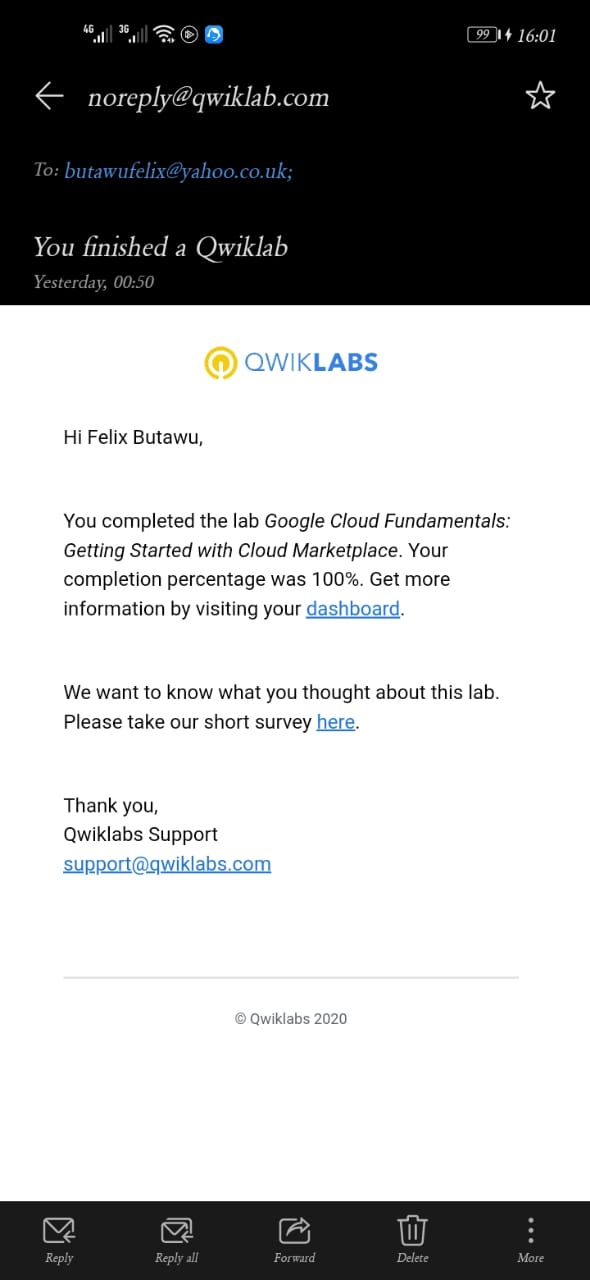 4G 3G 99 16:01
noreply@qwiklab.com
To: butawufelix@yahoo.co.uk;
You finished a Qwiklab
Yesterday, 00:50
QWIKLABS
Hi Felix Butawu,
You completed the lab Google Cloud Fundamentals:
Getting Started with Cloud Marketplace. Your
completion percentage was 100%. Get more
information by visiting your dashboard.
We want to know what you thought about this lab.
Please take our short survey here.
Thank you,
Qwiklabs Support
support@qwiklabs.com
© Qwiklabs 2020
Reply Reply all Forward Delete More